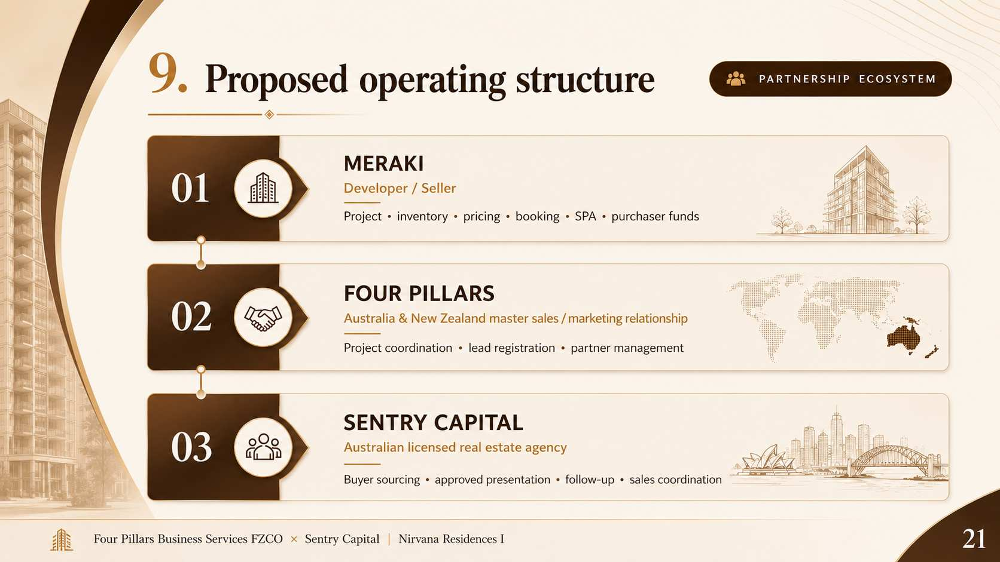 9. Proposed operating structure
PARTNERSHIP ECOSYSTEM
01
MERAKI
Developer / Seller
Project • inventory • pricing • booking • SPA • purchaser funds
02
FOUR PILLARS
Australia & New Zealand master sales / marketing relationship
Project coordination • lead registration • partner management
03
SENTRY CAPITAL
Australian licensed real estate agency
Buyer sourcing • approved presentation • follow-up • sales coordination
Four Pillars Business Services FZCO × Sentry Capital | Nirvana Residences I
21